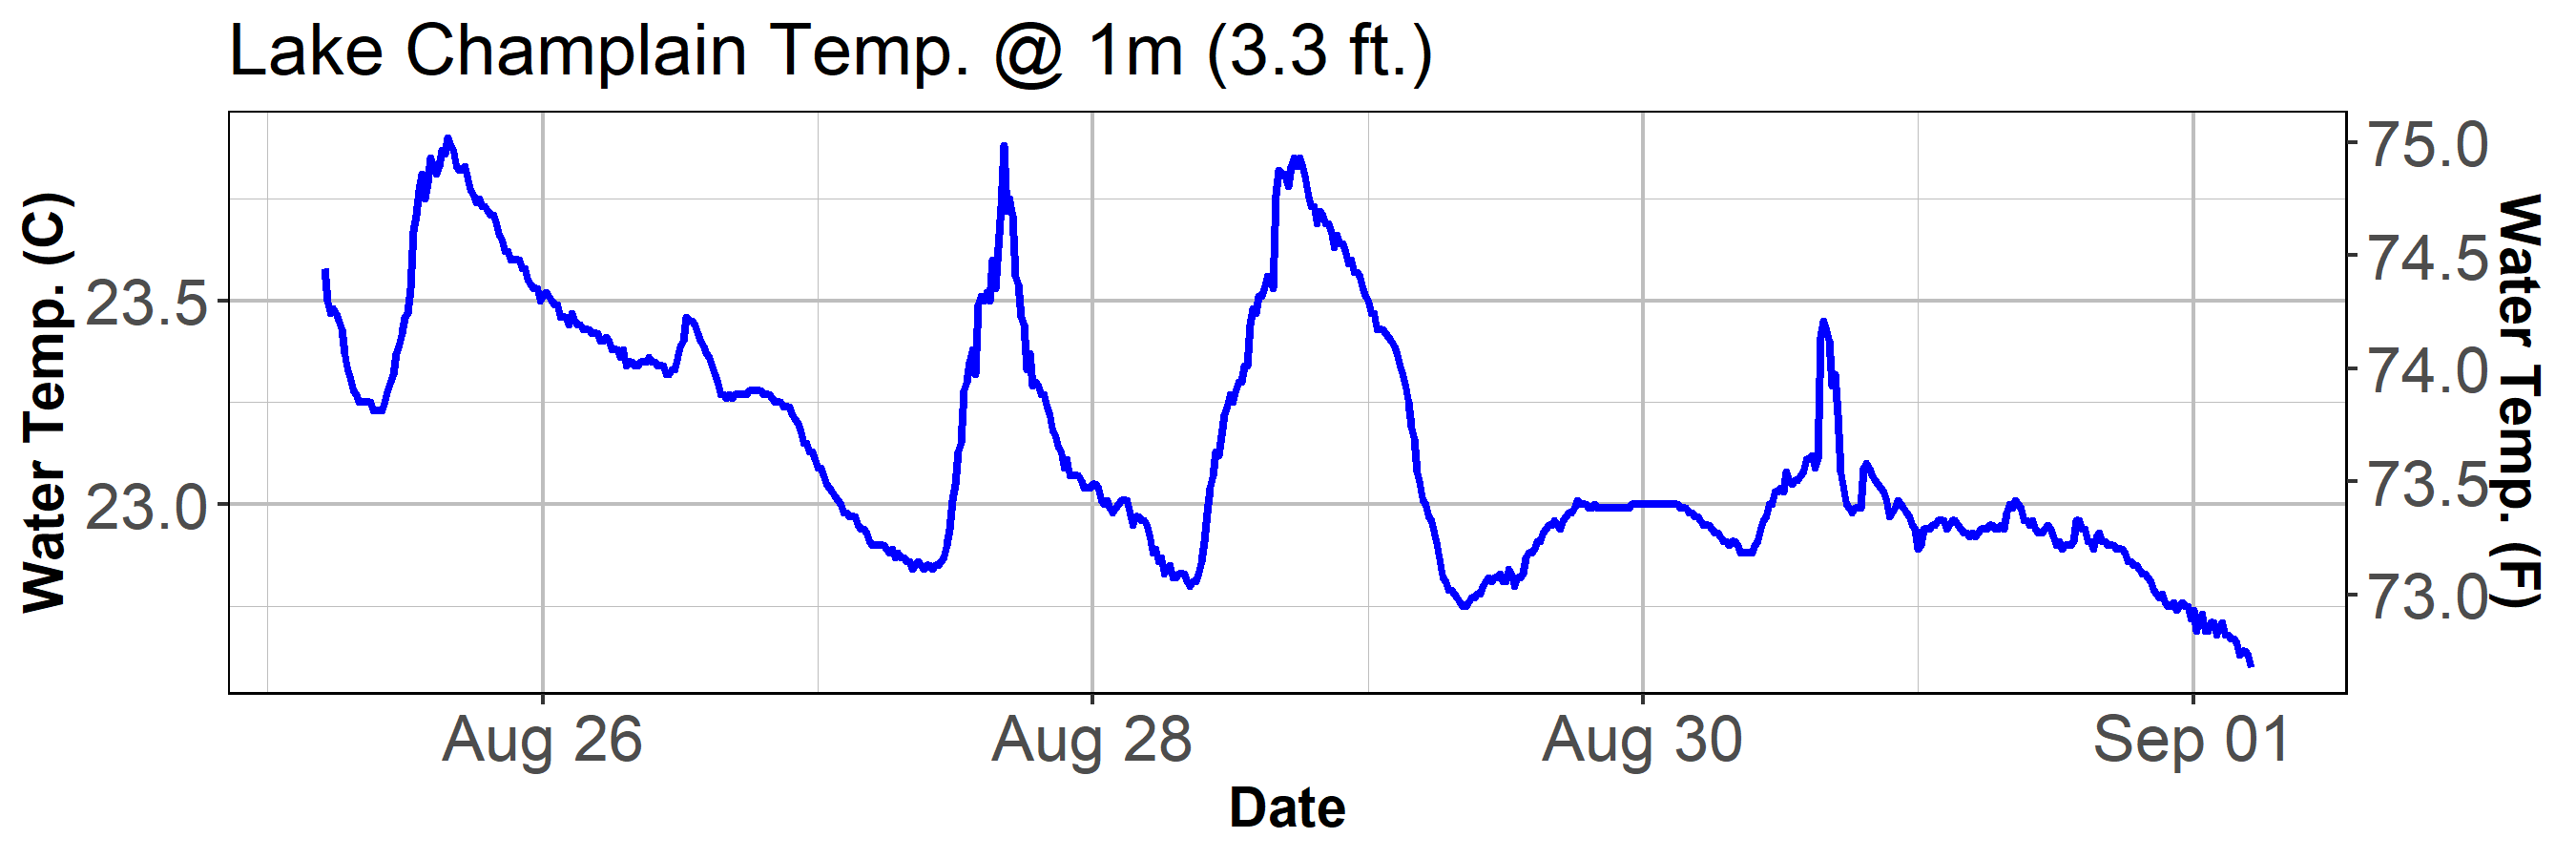 Lake Champlain Temp. @ 1m (3.3 ft.)
Water Temp. (C)
23.5
23.0
75.0
74.5
74.0
73.5
73.0
Water Temp. (F)
Aug 26 Aug 28 Aug 30 Sep 01
Date